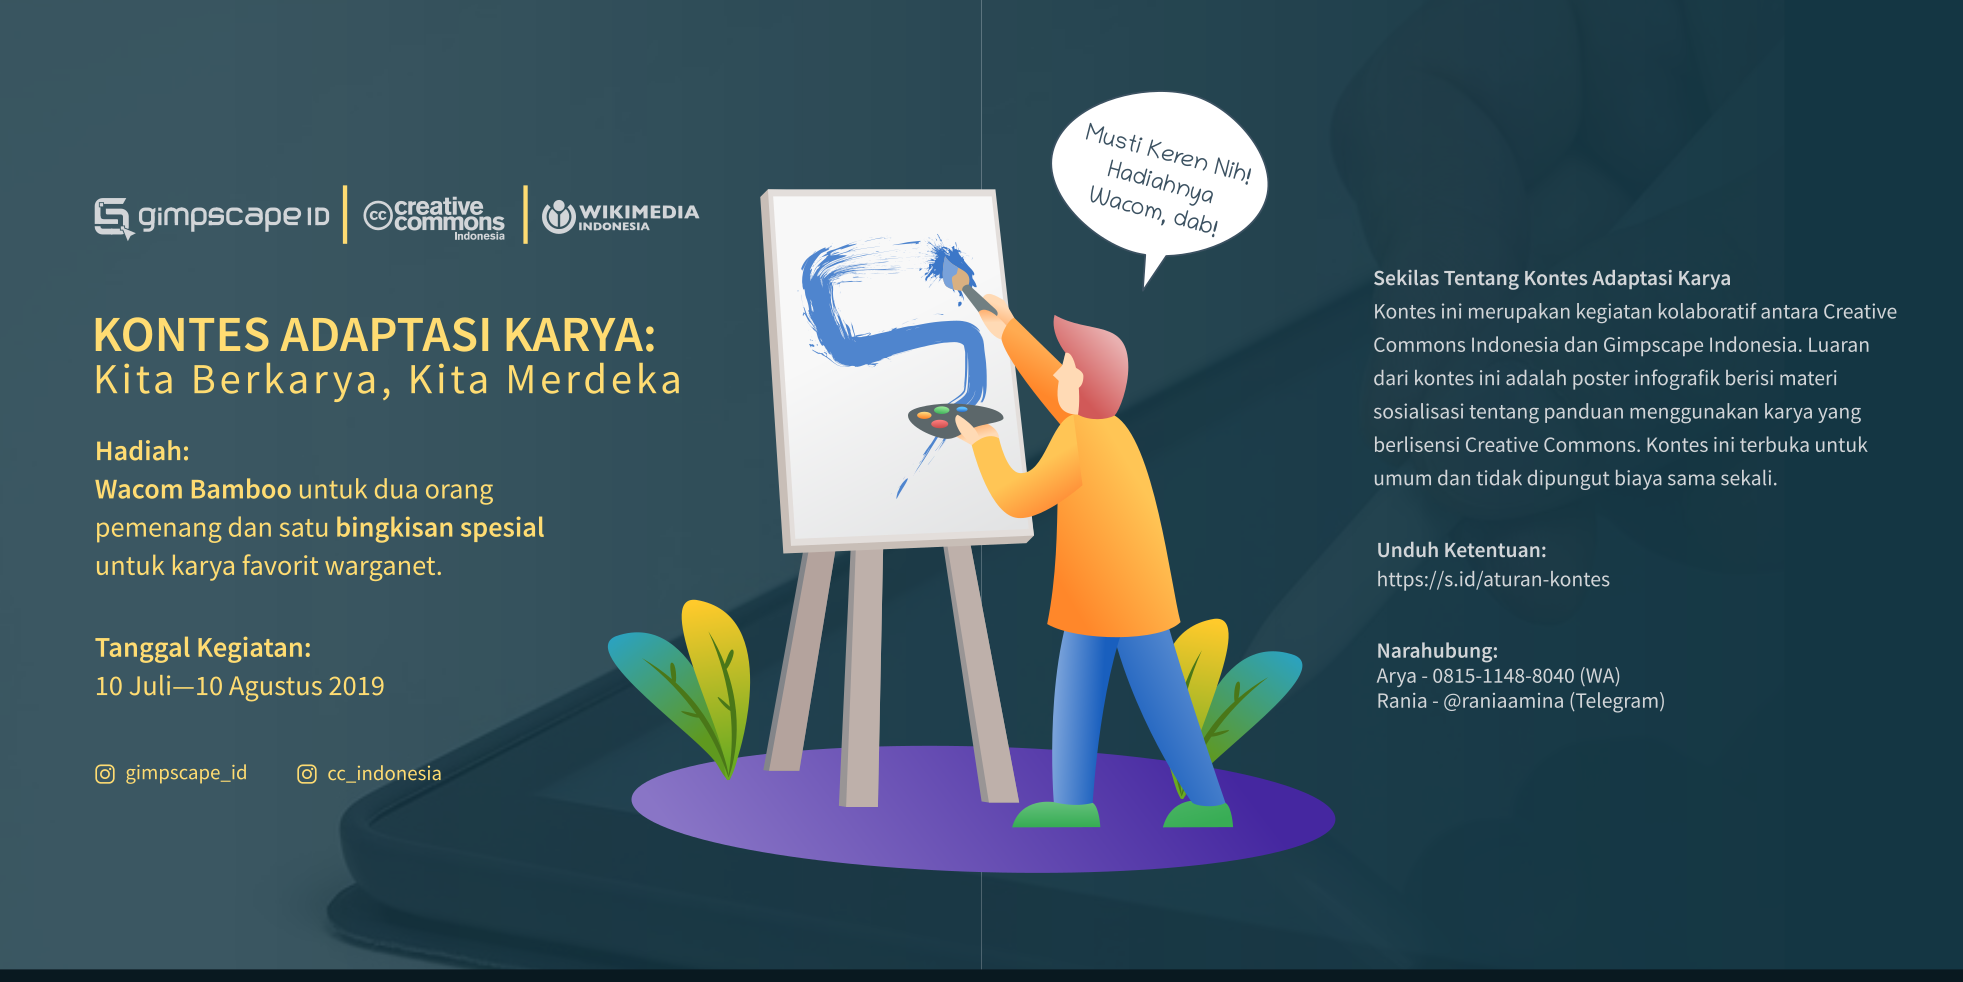 gimpscape ID
cc creative commons Indonesia
WIKIMEDIA INDONESIA
KONTES ADAPTASI KARYA:
Kita Berkarya, Kita Merdeka
Hadiah:
Wacom Bamboo untuk dua orang
pemenang dan satu bingkisan spesial
untuk karya favorit warganet.
Tanggal Kegiatan:
10 Juli—10 Agustus 2019
gimpscape_id
cc_indonesia
Musti Keren Nih!
Hadiahnya
Wacom, dab!
Sekilas Tentang Kontes Adaptasi Karya
Kontes ini merupakan kegiatan kolaboratif antara Creative
Commons Indonesia dan Gimpscape Indonesia. Luaran
dari kontes ini adalah poster infografik berisi materi
sosialisasi tentang panduan menggunakan karya yang
berlisensi Creative Commons. Kontes ini terbuka untuk
umum dan tidak dipungut biaya sama sekali.
Unduh Ketentuan:
https://s.id/aturan-kontes
Narahubung:
Arya - 0815-1148-8040 (WA)
Rania - @raniaamina (Telegram)